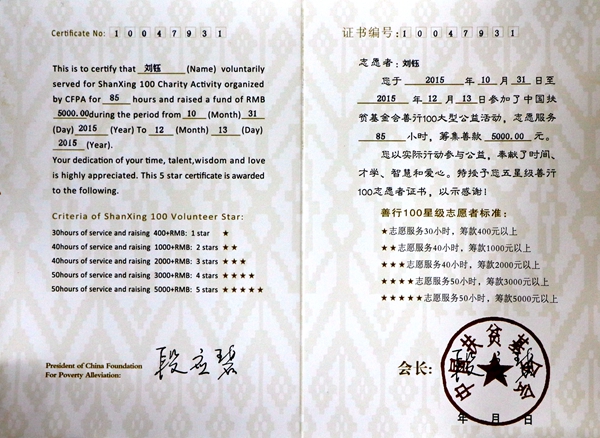 Certificate No: 10047931
This is to certify that 刘钰 (Name) voluntarily
served for ShanXing 100 Charity Activity organized
by CFPA for 85 hours and raised a fund of RMB
5000.00during the period from 10 (Month) 31
(Day) 2015 (Year) To 12 (Month) 13 (Day)
2015 (Year).
Your dedication of your time, talent,wisdom and love
is highly appreciated. This 5 star certificate is awarded
to the following.
Criteria of ShanXing 100 Volunteer Star:
30hours of service and raising 400+RMB: 1 star ★
40hours of service and raising 1000+RMB: 2 stars ★★
40hours of service and raising 2000+RMB: 3 stars ★★★
50hours of service and raising 3000+RMB: 4 stars ★★★★
50hours of service and raising 5000+RMB: 5 stars ★★★★★
President of China Foundation
For Poverty Alleviation:
段应碧
证书编号:10047931
志愿者: 刘钰
您于 2015 年 10 月 31 日至
2015 年 12 月 13 日参加了中国扶
贫基金会善行100大型公益活动，志愿服务
85 小时，筹集善款 5000.00 元。
您以实际行动参与公益，奉献了时间、
才学、智慧和爱心。特授予您五星级善行
100志愿者证书，以示感谢!
善行100星级志愿者标准:
★志愿服务30小时，筹款400元以上
★★志愿服务40小时，筹款1000元以上
★★★志愿服务40小时，筹款2000元以上
★★★★志愿服务50小时，筹款3000元以上
★★★★★志愿服务50小时，筹款5000元以上
会长: 段应碧
中国扶贫基金会
年 月 日